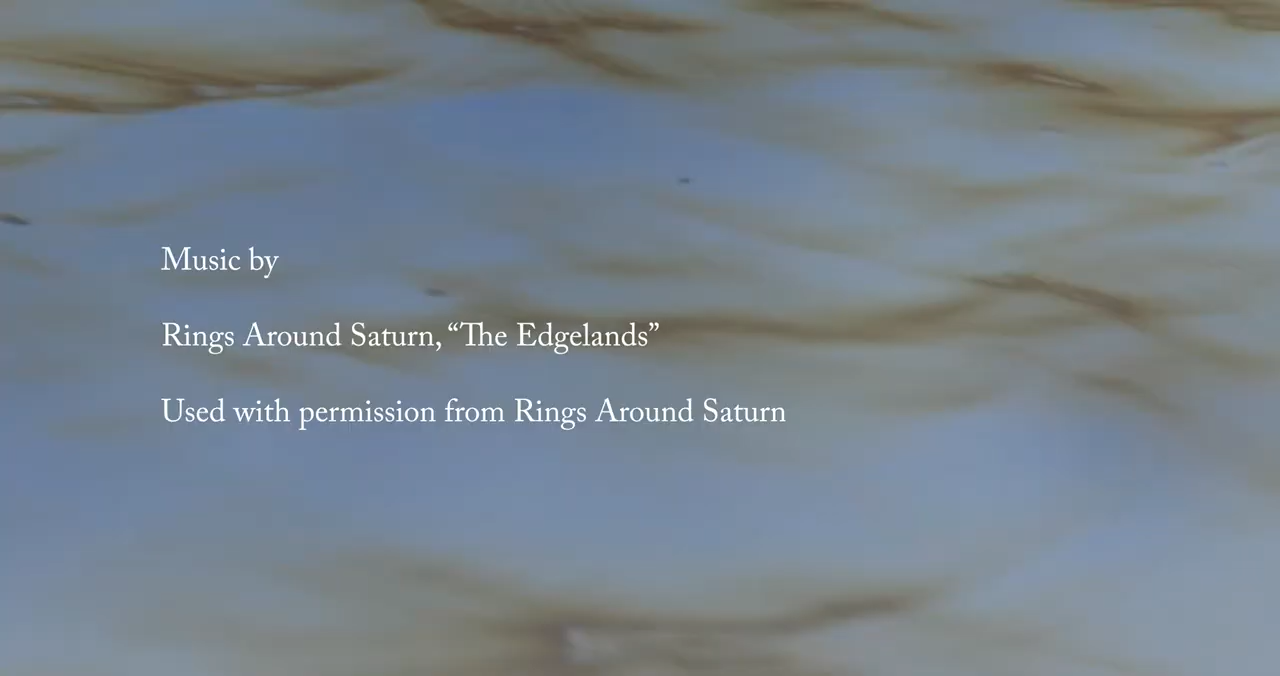 Music by
Rings Around Saturn, “The Edgelands”
Used with permission from Rings Around Saturn